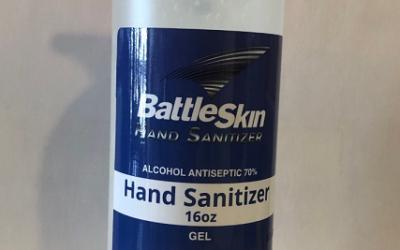 BattleSkin
HAND SANITIZER
ALCOHOL ANTISEPTIC 70%
Hand Sanitizer
16oz
GEL